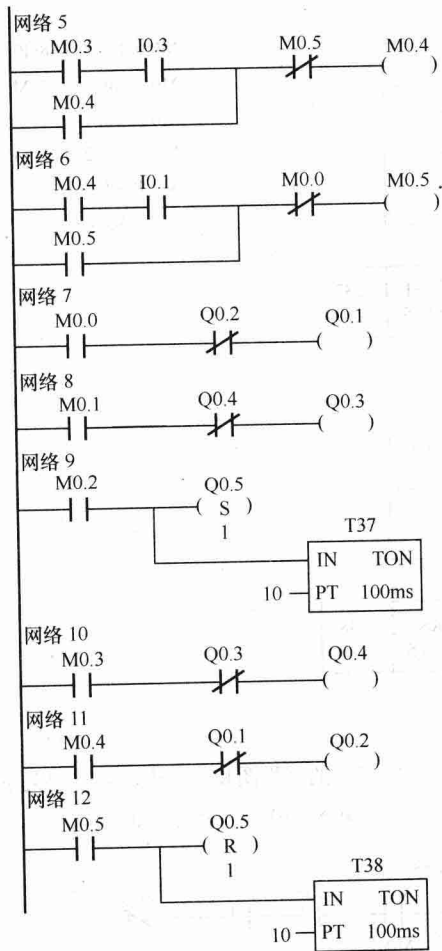 网络 5
M0.3 I0.3 M0.5 M0.4
M0.4
网络 6
M0.4 I0.1 M0.0 M0.5
M0.5
网络 7
M0.0 Q0.2 Q0.1
网络 8
M0.1 Q0.4 Q0.3
网络 9
M0.2 Q0.5
S
1
T37
IN TON
10 PT 100ms
网络 10
M0.3 Q0.3 Q0.4
网络 11
M0.4 Q0.1 Q0.2
网络 12
M0.5 Q0.5
R
1
T38
IN TON
10 PT 100ms